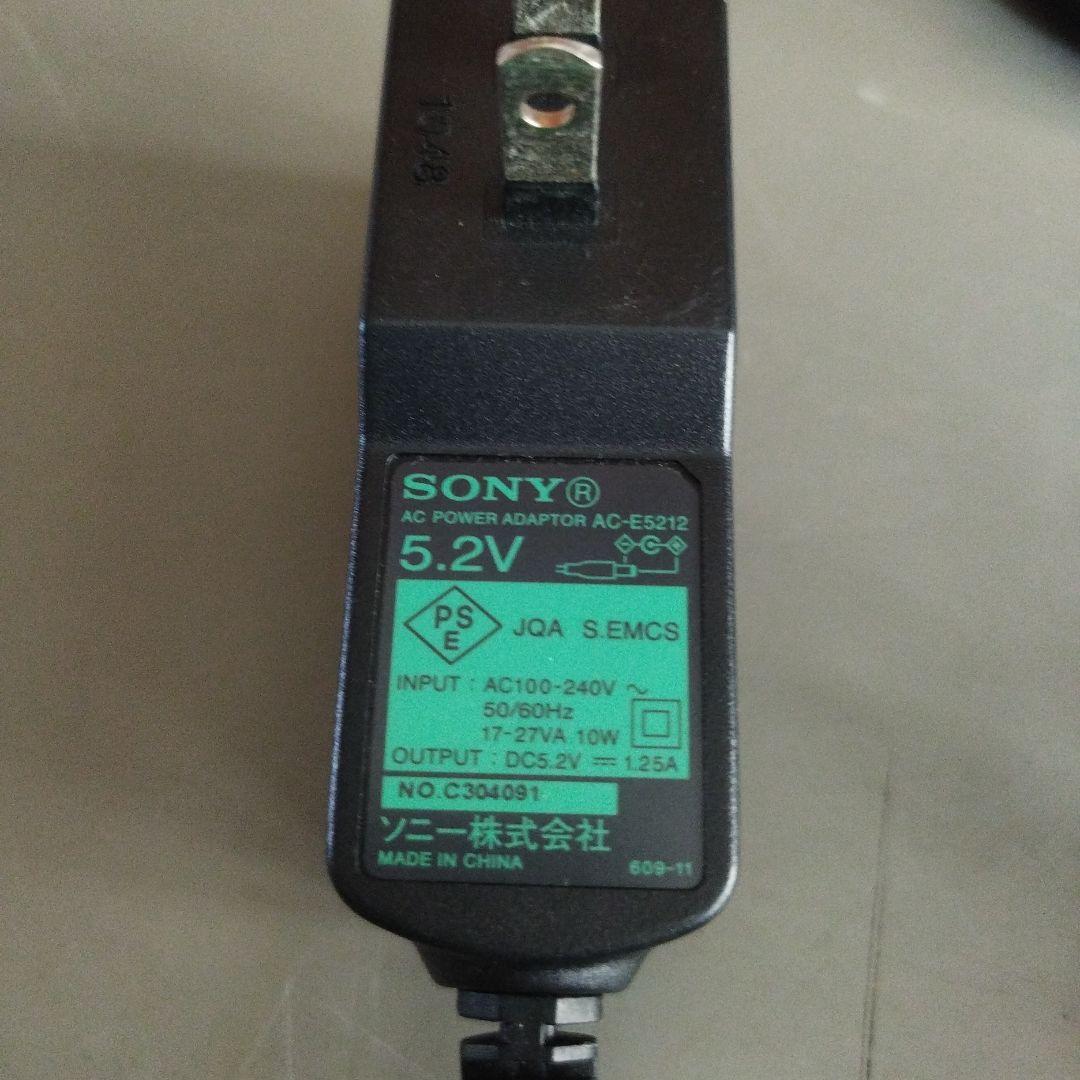 1048
SONY®
AC POWER ADAPTOR AC-E5212
5.2V
PS
E
JQA S.EMCS
INPUT : AC100-240V ～
50/60Hz
17-27VA 10W
OUTPUT : DC5.2V ⎓ 1.25A
NO.C304091
ソニー株式会社
MADE IN CHINA
609-11